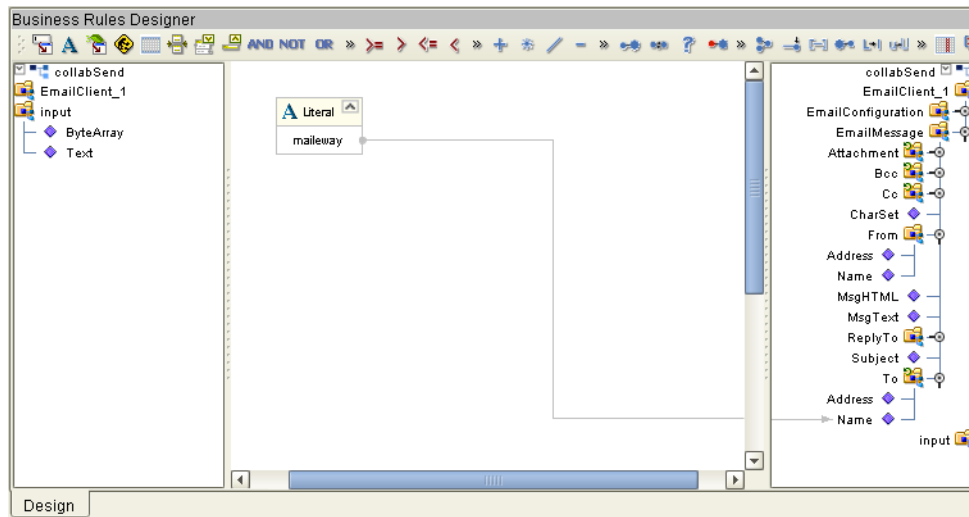 Business Rules Designer
A AND NOT OR » >= > <= < » + * / - » ? » »
collabSend
EmailClient_1
input
ByteArray
Text
A Literal
maileway
collabSend
EmailClient_1
EmailConfiguration
EmailMessage
Attachment
Bcc
Cc
CharSet
From
Address
Name
MsgHTML
MsgText
ReplyTo
Subject
To
Address
Name
input
Design